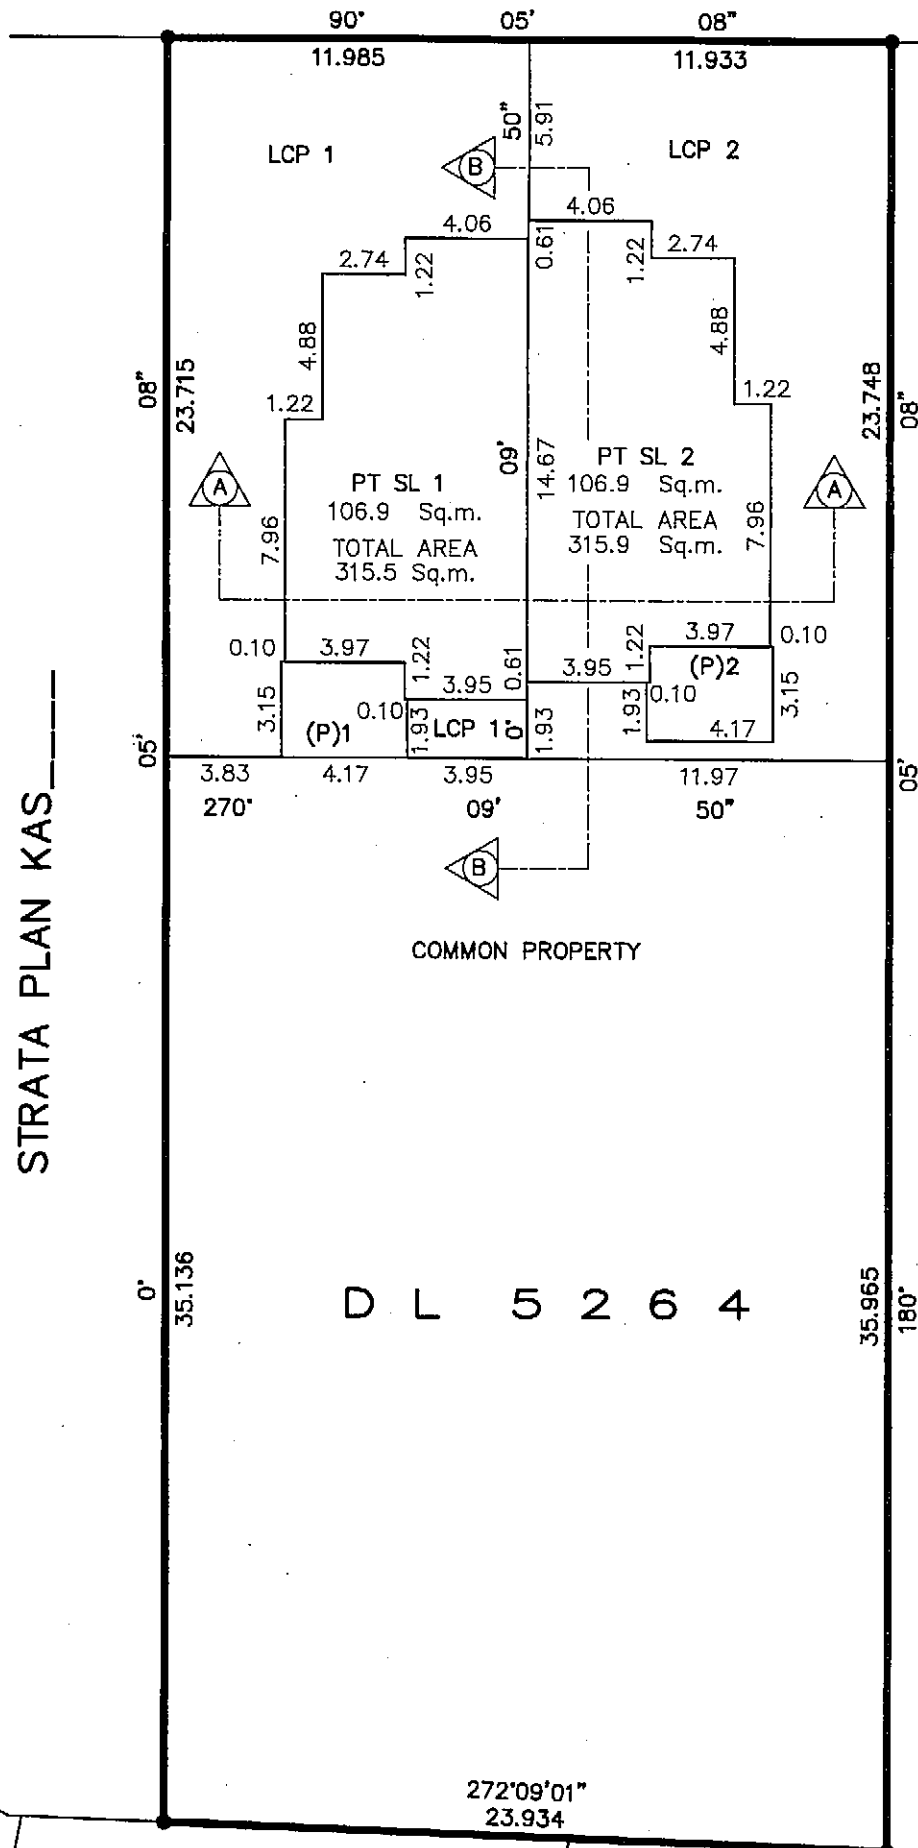 90° 05' 08"
11.985 11.933
50" 5.91
LCP 1 B LCP 2
4.06 4.06
2.74 1.22 0.61 1.22 2.74
4.88 4.88
08" 23.715 1.22 1.22 23.748 08"
09' 14.67
A PT SL 1 PT SL 2 A
106.9 Sq.m. 106.9 Sq.m.
TOTAL AREA TOTAL AREA
315.5 Sq.m. 315.9 Sq.m.
7.96 7.96
0.10 3.97 1.22 0.61 1.22 3.97 0.10
3.95 3.95 (P)2
3.15 0.10 1.93 0.10 3.15
(P)1 1.93 LCP 1 0° 1.93 4.17
05' 3.83 4.17 3.95 11.97 05'
270° 09' 50"
B
COMMON PROPERTY
STRATA PLAN KAS____
0° 35.136 DL 5264 35.965 180°
272°09'01"
23.934